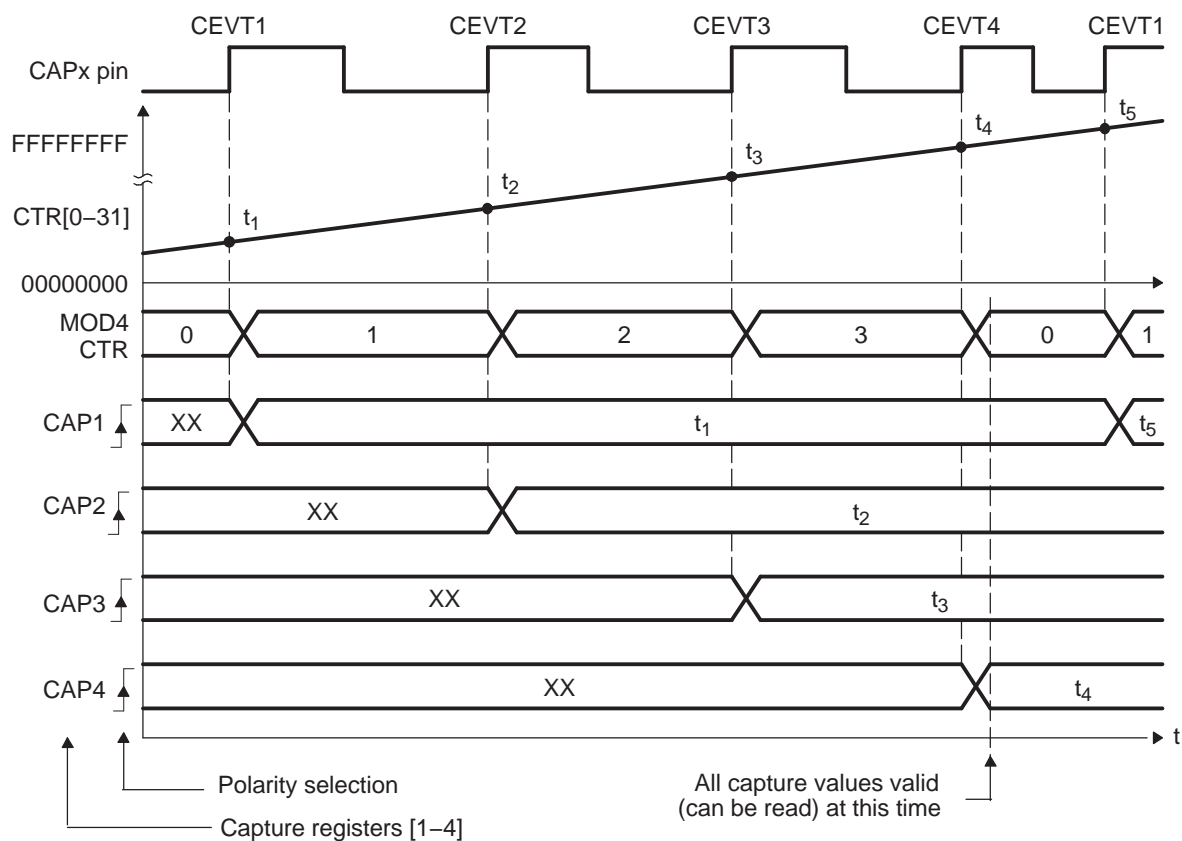 CEVT1 CEVT2 CEVT3 CEVT4 CEVT1
CAPx pin
FFFFFFFF
t5
t4
t3
t2
CTR[0−31]
t1
00000000
MOD4
CTR
0 1 2 3 0 1
CAP1 XX t1 t5
CAP2 XX t2
CAP3 XX t3
CAP4 XX t4
t
Polarity selection
All capture values valid
(can be read) at this time
Capture registers [1−4]